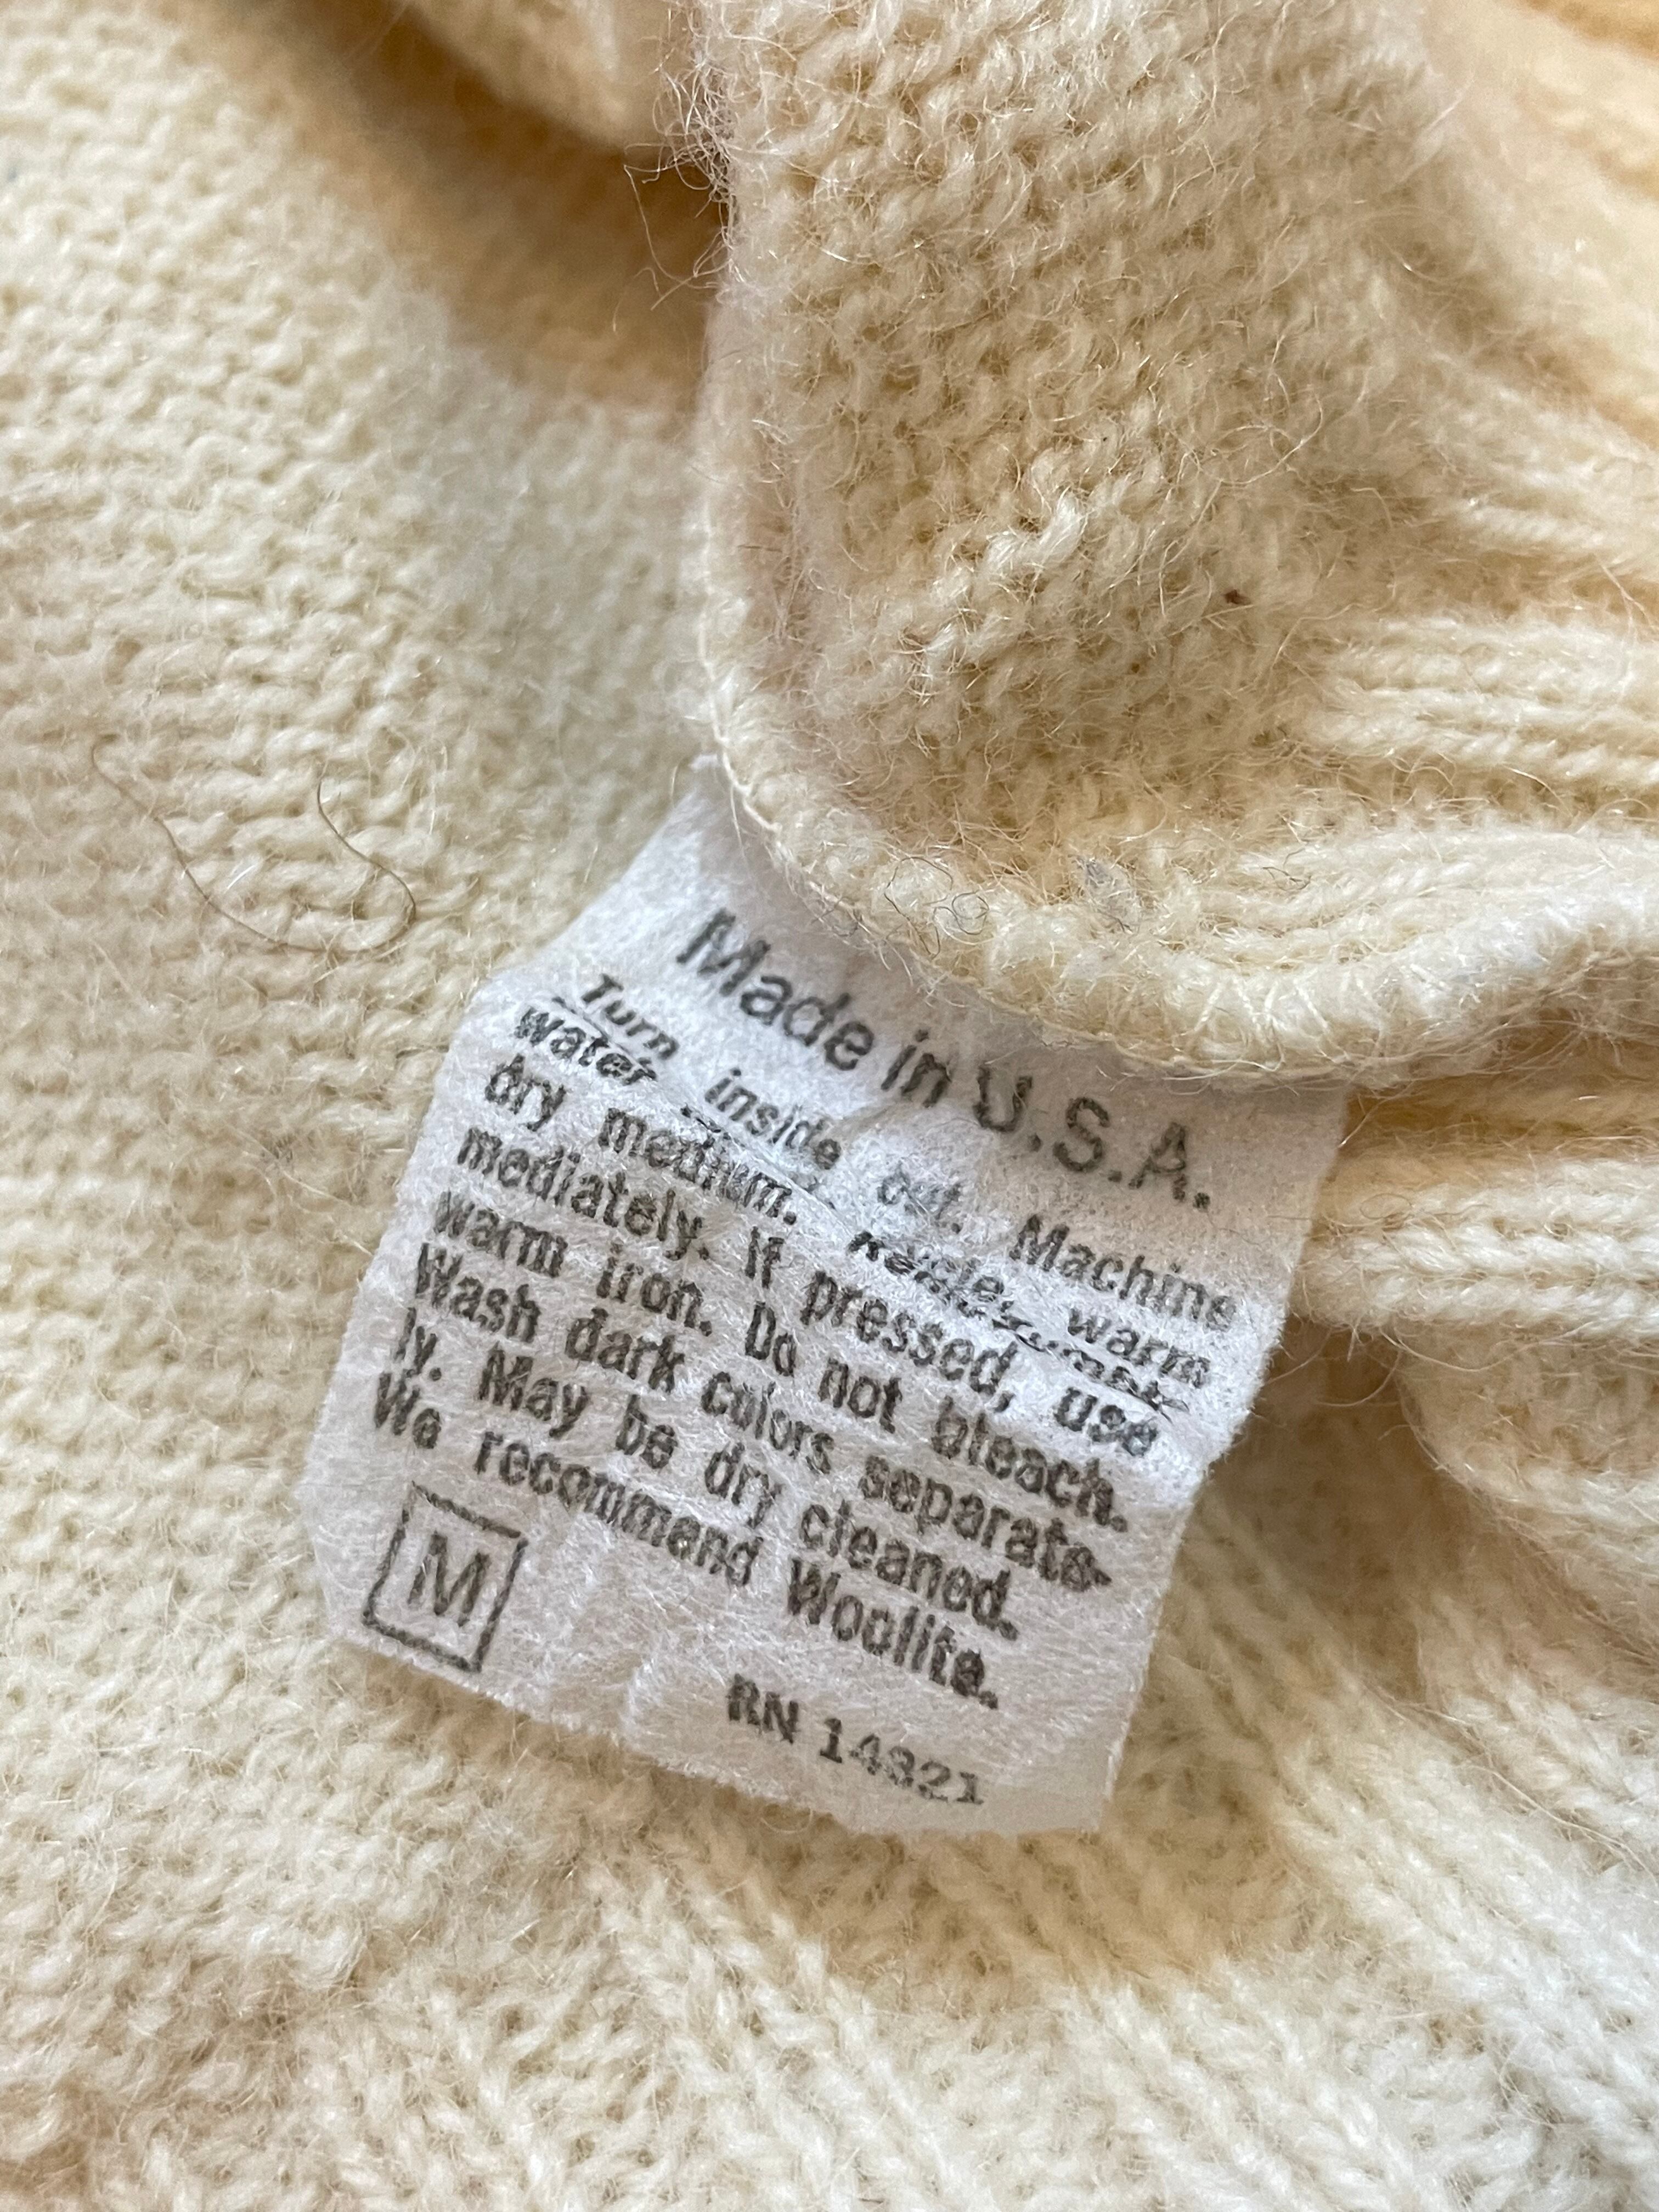 Made in U.S.A.
Turn inside out. Machine
warm
water
dry medium.
mediately. If pressed, use
warm iron. Do not bleach.
Wash dark colors separate-
ly. May be dry cleaned.
We recommend Woolite.
M
RN 14321